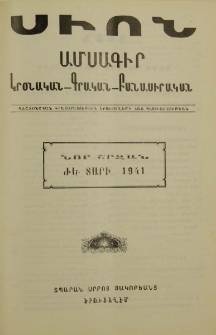 ՍԻՈՆ
ԱՄՍԱԳԻՐ
ԿՐՕՆԱԿԱՆ—ԳՐԱԿԱՆ—ԲԱՆԱՍԻՐԱԿԱՆ
ՆՈՐ ՇՐՋԱՆ
ԺԵ ՏԱՐԻ 1941
ՏՊԱՐԱՆ ՍՐԲՈՑ ՅԱԿՈԲԵԱՆՑ
ԵՐՈՒՍԱՂԷՄ